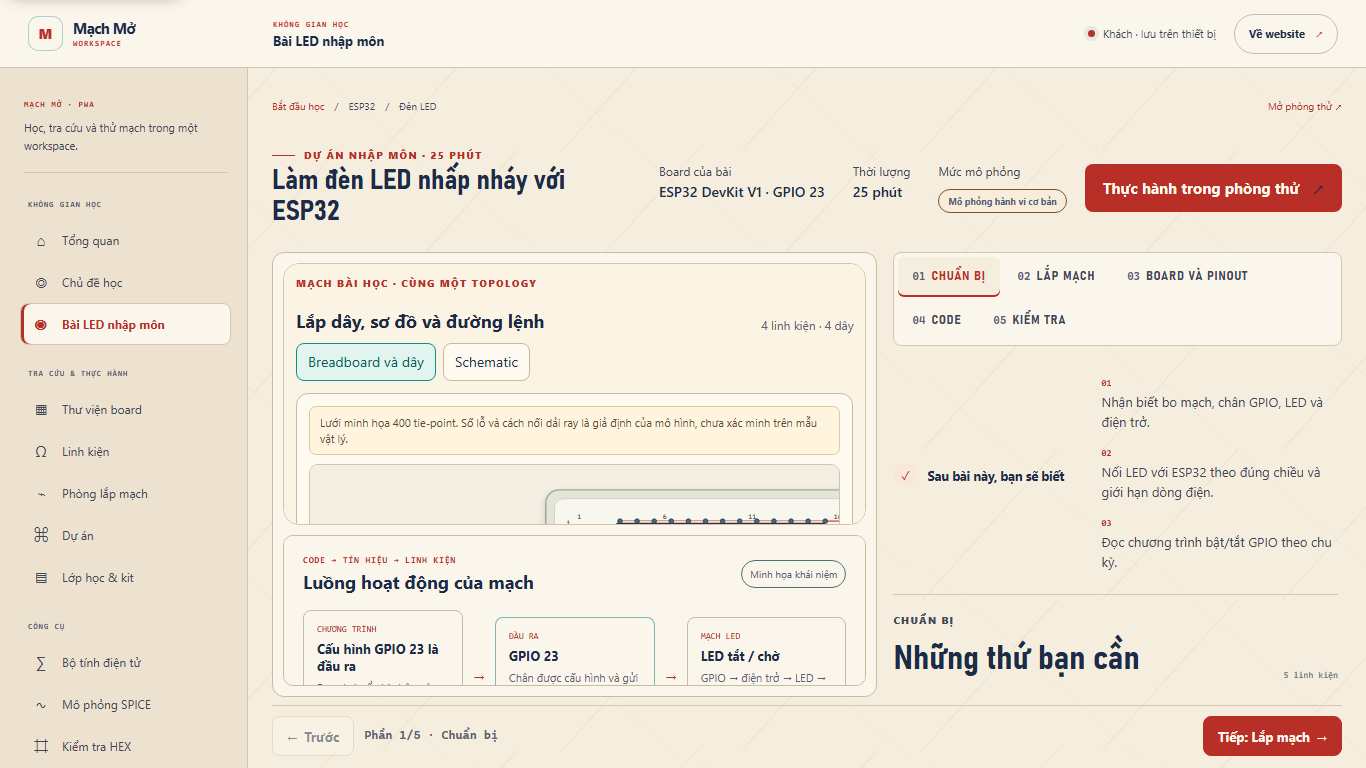 M
Mạch Mở
WORKSPACE
KHÔNG GIAN HỌC
Bài LED nhập môn
Khách · lưu trên thiết bị
Về website ↗
MẠCH MỞ · PWA
Học, tra cứu và thử mạch trong một
workspace.
KHÔNG GIAN HỌC
Tổng quan
Chủ đề học
Bài LED nhập môn
TRA CỨU & THỰC HÀNH
Thư viện board
Linh kiện
Phòng lắp mạch
Dự án
Lớp học & kit
CÔNG CỤ
Bộ tính điện tử
Mô phỏng SPICE
Kiểm tra HEX
Bắt đầu học / ESP32 / Đèn LED
Mở phòng thử ↗
DỰ ÁN NHẬP MÔN · 25 PHÚT
Làm đèn LED nhấp nháy với
ESP32
Board của bài
ESP32 DevKit V1 · GPIO 23
Thời lượng
25 phút
Mức mô phỏng
Mô phỏng hành vi cơ bản
Thực hành trong phòng thử ↗
MẠCH BÀI HỌC · CÙNG MỘT TOPOLOGY
Lắp dây, sơ đồ và đường lệnh
4 linh kiện · 4 dây
Breadboard và dây
Schematic
Lưới minh họa 400 tie-point. Số lỗ và cách nối dải ray là giả định của mô hình, chưa xác minh trên mẫu
vật lý.
1 6 11
CODE → TÍN HIỆU → LINH KIỆN
Luồng hoạt động của mạch
Minh họa khái niệm
CHƯƠNG TRÌNH
Cấu hình GPIO 23 là
đầu ra
→
ĐẦU RA
GPIO 23
Chân được cấu hình và gửi
→
MẠCH LED
LED tắt / chờ
GPIO → điện trở → LED →
01 CHUẨN BỊ
02 LẮP MẠCH
03 BOARD VÀ PINOUT
04 CODE
05 KIỂM TRA
✓ Sau bài này, bạn sẽ biết
01
Nhận biết bo mạch, chân GPIO, LED và
điện trở.
02
Nối LED với ESP32 theo đúng chiều và
giới hạn dòng điện.
03
Đọc chương trình bật/tắt GPIO theo chu
kỳ.
CHUẨN BỊ
Những thứ bạn cần
5 linh kiện
← Trước
Phần 1/5 · Chuẩn bị
Tiếp: Lắp mạch →